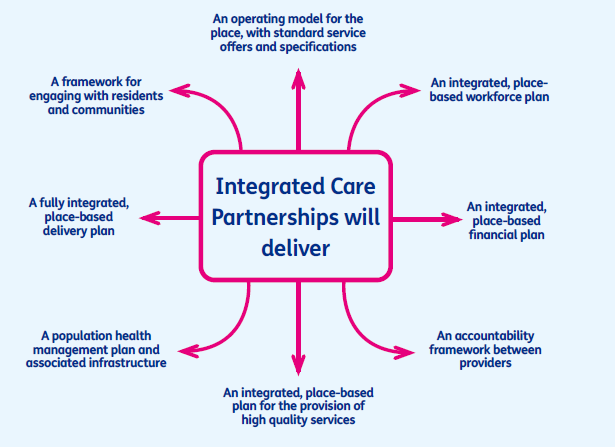 An operating model for the
place, with standard service
offers and specifications
A framework for
engaging with residents
and communities
An integrated, place-
based workforce plan
Integrated Care
Partnerships will
deliver
A fully integrated,
place-based
delivery plan
An integrated,
place-based
financial plan
A population health
management plan and
associated infrastructure
An accountability
framework between
providers
An integrated, place-based
plan for the provision of
high quality services